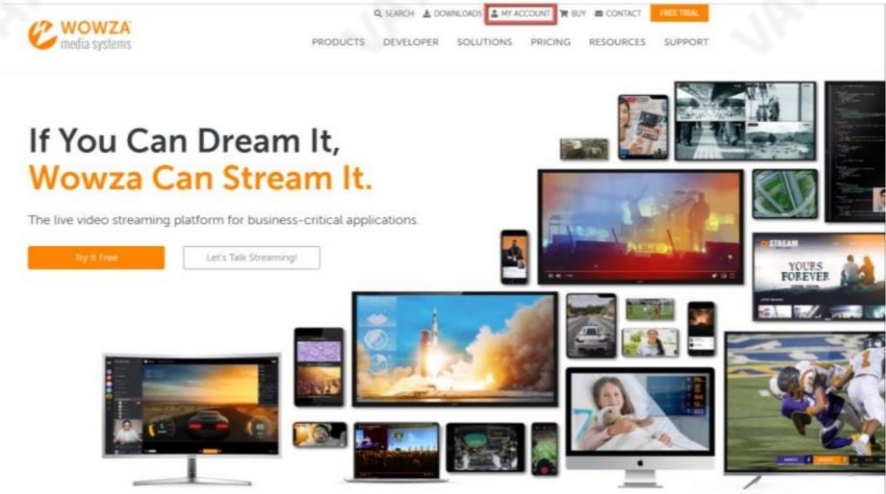 SEARCH DOWNLOADS MY ACCOUNT BUY CONTACT FREE TRIAL
WOWZA
media systems
PRODUCTS DEVELOPER SOLUTIONS PRICING RESOURCES SUPPORT
If You Can Dream It,
Wowza Can Stream It.
The live video streaming platform for business-critical applications.
Try It Free Let's Talk Streaming!
STREAM
YOURS
FOREVER